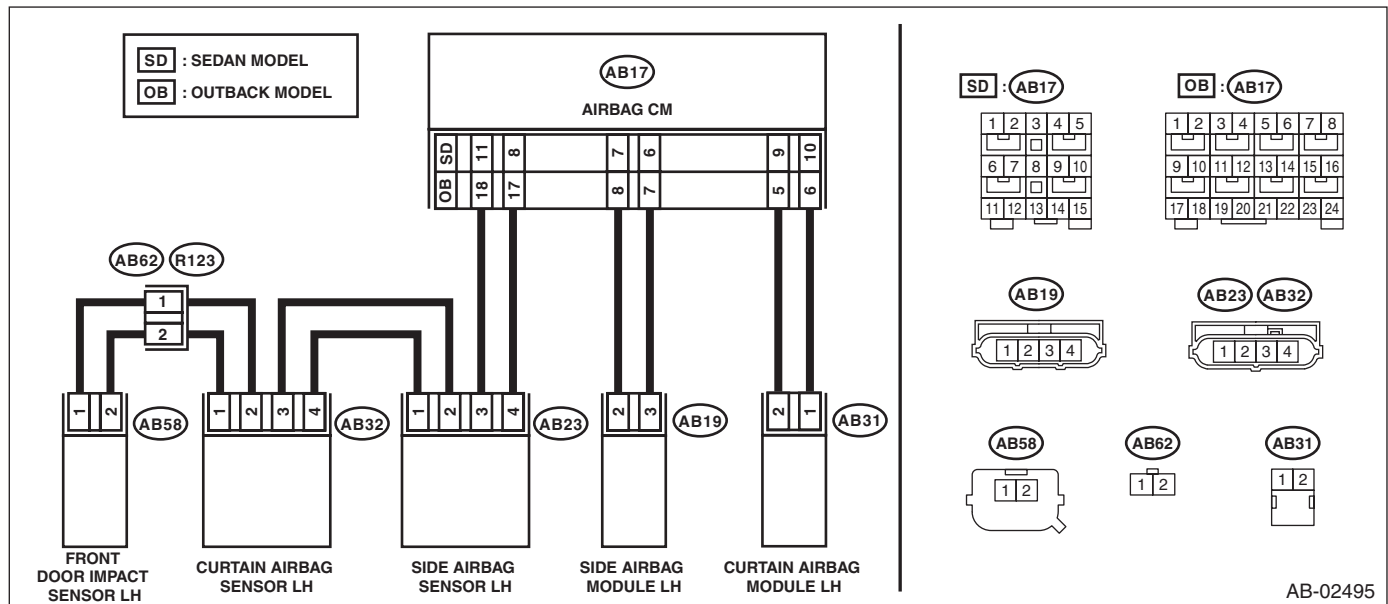 SD : SEDAN MODEL
OB : OUTBACK MODEL
AB17
AIRBAG CM
SD 11 8 7 6 9 10
OB 18 17 8 7 5 6
AB62 R123
1
2
1 2 AB58
1 2 3 4 AB32
1 2 3 4 AB23
2 3 AB19
2 1 AB31
FRONT
DOOR IMPACT
SENSOR LH
CURTAIN AIRBAG
SENSOR LH
SIDE AIRBAG
SENSOR LH
SIDE AIRBAG
MODULE LH
CURTAIN AIRBAG
MODULE LH
SD : AB17
1 2 3 4 5
6 7 8 9 10
11 12 13 14 15
OB : AB17
1 2 3 4 5 6 7 8
9 10 11 12 13 14 15 16
17 18 19 20 21 22 23 24
AB19
1 2 3 4
AB23 AB32
1 2 3 4
AB58
1 2
AB62
1 2
AB31
1 2
AB-02495